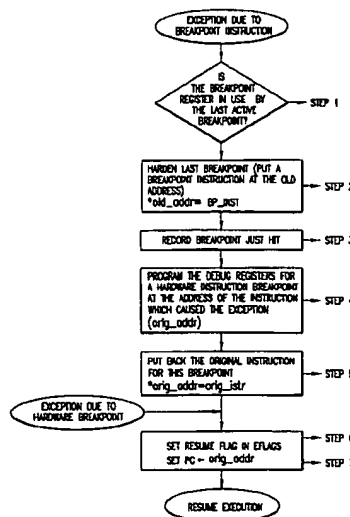 EXCEPTION DUE TO
BREAKPOINT INSTRUCTION
IS
THE BREAKPOINT
REGISTER IN USE BY
THE LAST ACTIVE
BREAKPOINT?
STEP 1
HARDEN LAST BREAKPOINT (PUT A
BREAKPOINT INSTRUCTION AT THE OLD
ADDRESS)
*old_addr= BP_INST
STEP 2
RECORD BREAKPOINT JUST HIT
STEP 3
PROGRAM THE DEBUG REGISTERS FOR
A HARDWARE INSTRUCTION BREAKPOINT
AT THE ADDRESS OF THE INSTRUCTION
WHICH CAUSED THE EXCEPTION
(orig_addr)
STEP
PUT BACK THE ORIGINAL INSTRUCTION
FOR THIS BREAKPOINT
*orig_addr=orig_istr
STEP
EXCEPTION DUE TO
HARDWARE BREAKPOINT
SET RESUME FLAG IN EFLAGS
SET PC ← orig_addr
STEP
STEP
RESUME EXECUTION